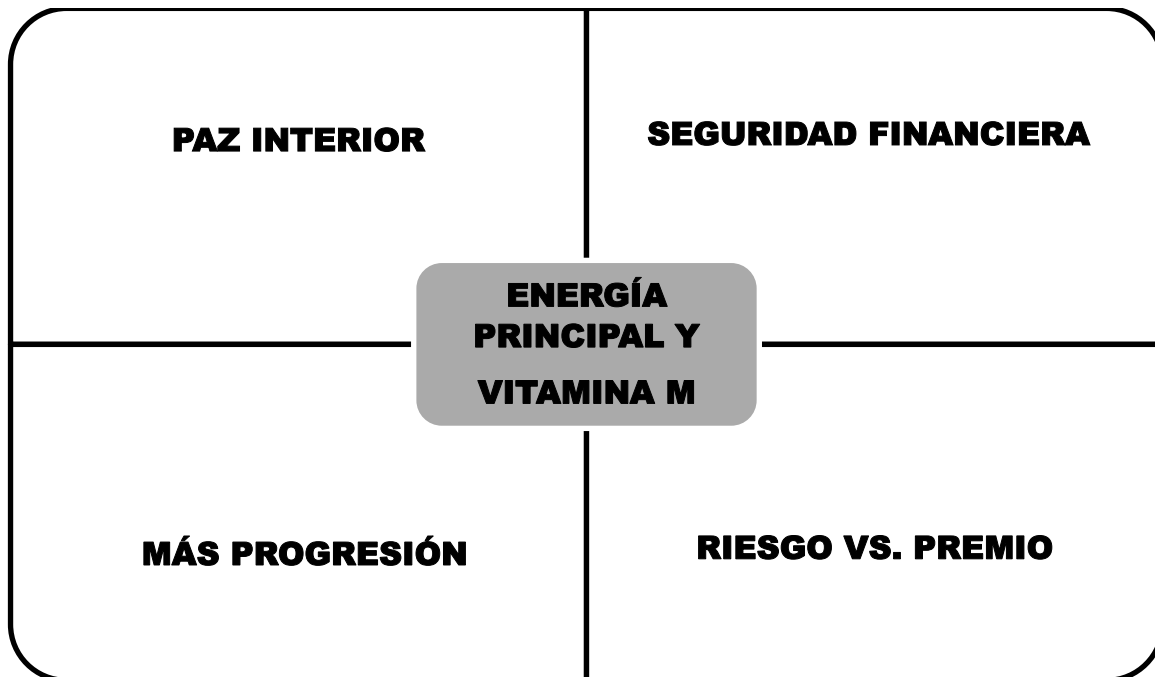 PAZ INTERIOR
SEGURIDAD FINANCIERA
ENERGÍA
PRINCIPAL Y
VITAMINA M
MÁS PROGRESIÓN
RIESGO VS. PREMIO